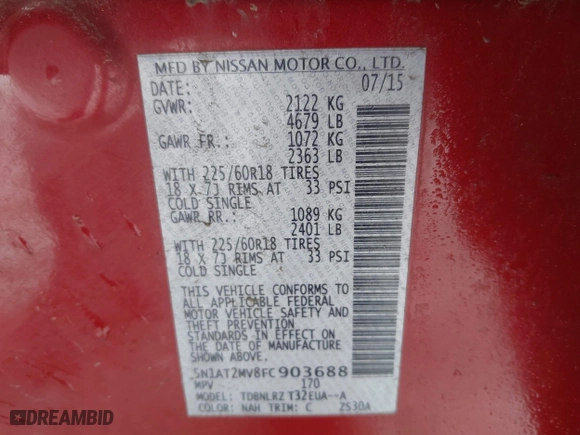 MFD BY NISSAN MOTOR CO., LTD.
DATE: 07/15
GVWR: 2122 KG
4679 LB
GAWR FR.: 1072 KG
2363 LB
WITH 225/60R18 TIRES
18 X 7J RIMS AT 33 PSI
COLD SINGLE
GAWR RR.: 1089 KG
2401 LB
WITH 225/60R18 TIRES
18 X 7J RIMS AT 33 PSI
COLD SINGLE
THIS VEHICLE CONFORMS TO
ALL APPLICABLE FEDERAL
MOTOR VEHICLE SAFETY AND
THEFT PREVENTION
STANDARDS IN EFFECT ON
THE DATE OF MANUFACTURE
SHOWN ABOVE.
5N1AT2MV8FC903688
MPV 170
MODEL: TDBNLRZ T32EUA--A
COLOR: NAH TRIM: C 2530A
DREAMBID
DREAMBID.COM